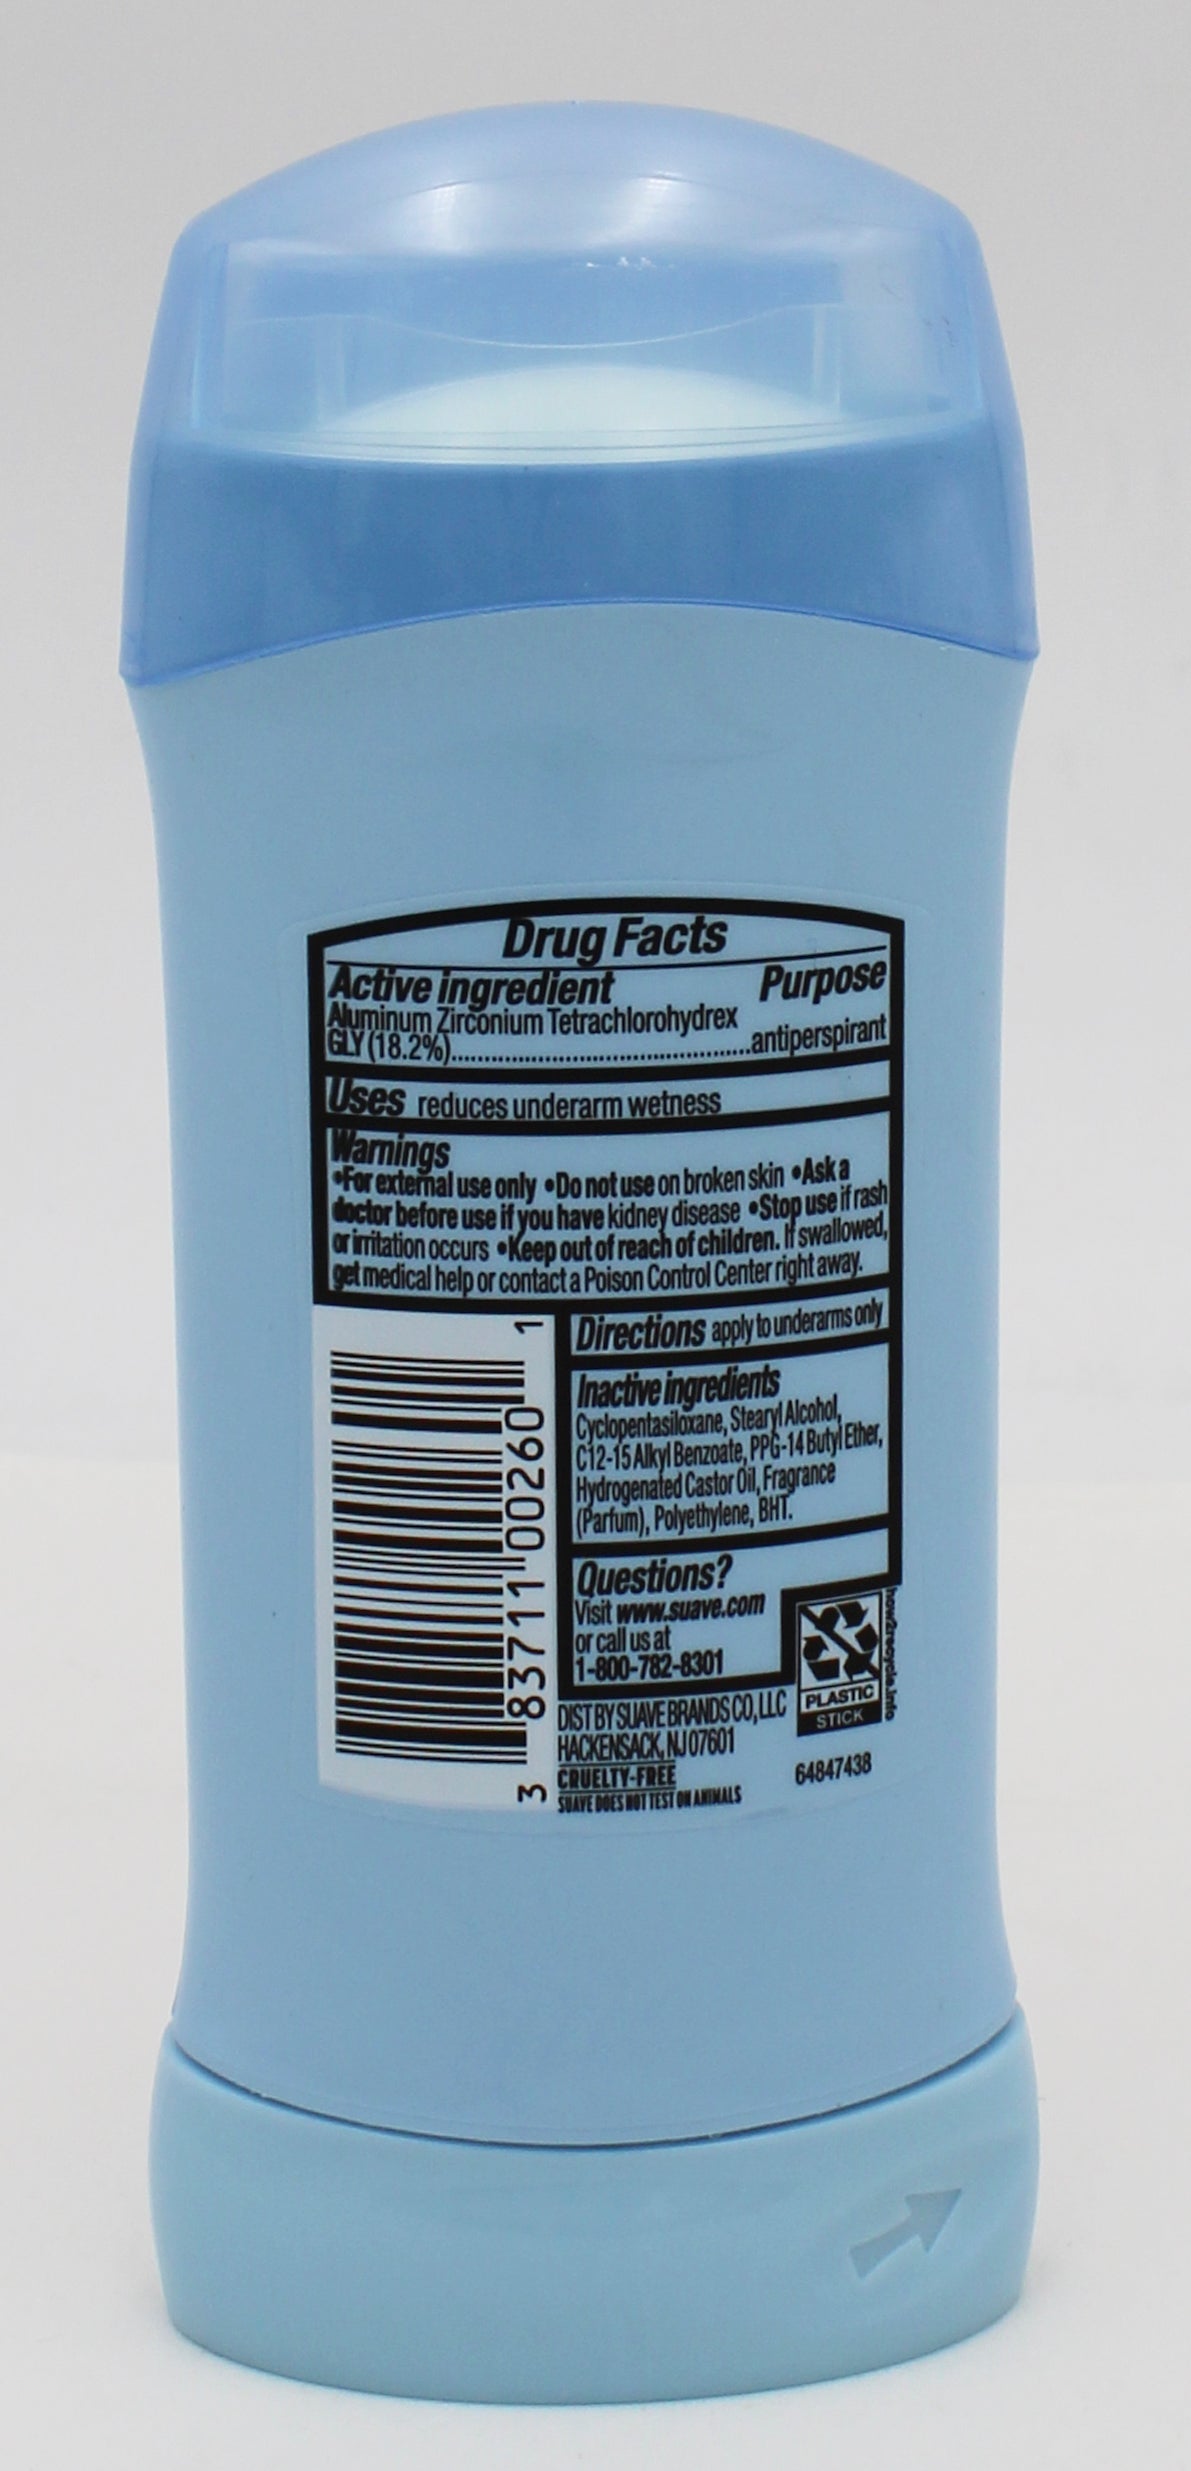 Drug Facts
Active ingredient Purpose
Aluminum Zirconium Tetrachlorohydrex
GLY (18.2%)..........................................antiperspirant
Uses reduces underarm wetness
Warnings
•For external use only •Do not use on broken skin •Ask a
doctor before use if you have kidney disease •Stop use if rash
or irritation occurs •Keep out of reach of children. If swallowed,
get medical help or contact a Poison Control Center right away.
Directions apply to underarms only
Inactive ingredients
Cyclopentasiloxane, Stearyl Alcohol,
C12-15 Alkyl Benzoate, PPG-14 Butyl Ether,
Hydrogenated Castor Oil, Fragrance
(Parfum), Polyethylene, BHT.
Questions?
Visit www.suave.com
or call us at
1-800-782-8301
3 83711 00260 1
DIST BY SUAVE BRANDS CO, LLC
HACKENSACK, NJ 07601
CRUELTY-FREE
SUAVE DOES NOT TEST ON ANIMALS
PLASTIC
STICK
how2recycle.info
64847438